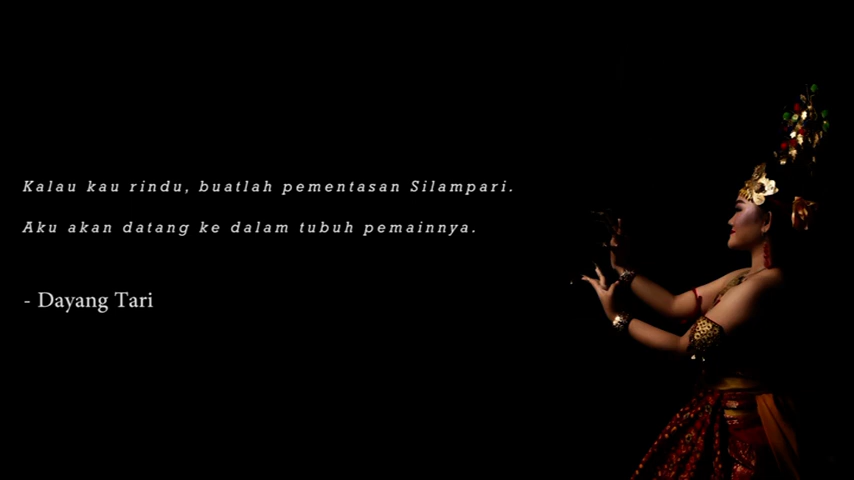 Kalau kau rindu, buatlah pementasan Silampari.
Aku akan datang ke dalam tubuh pemainnya.
- Dayang Tari